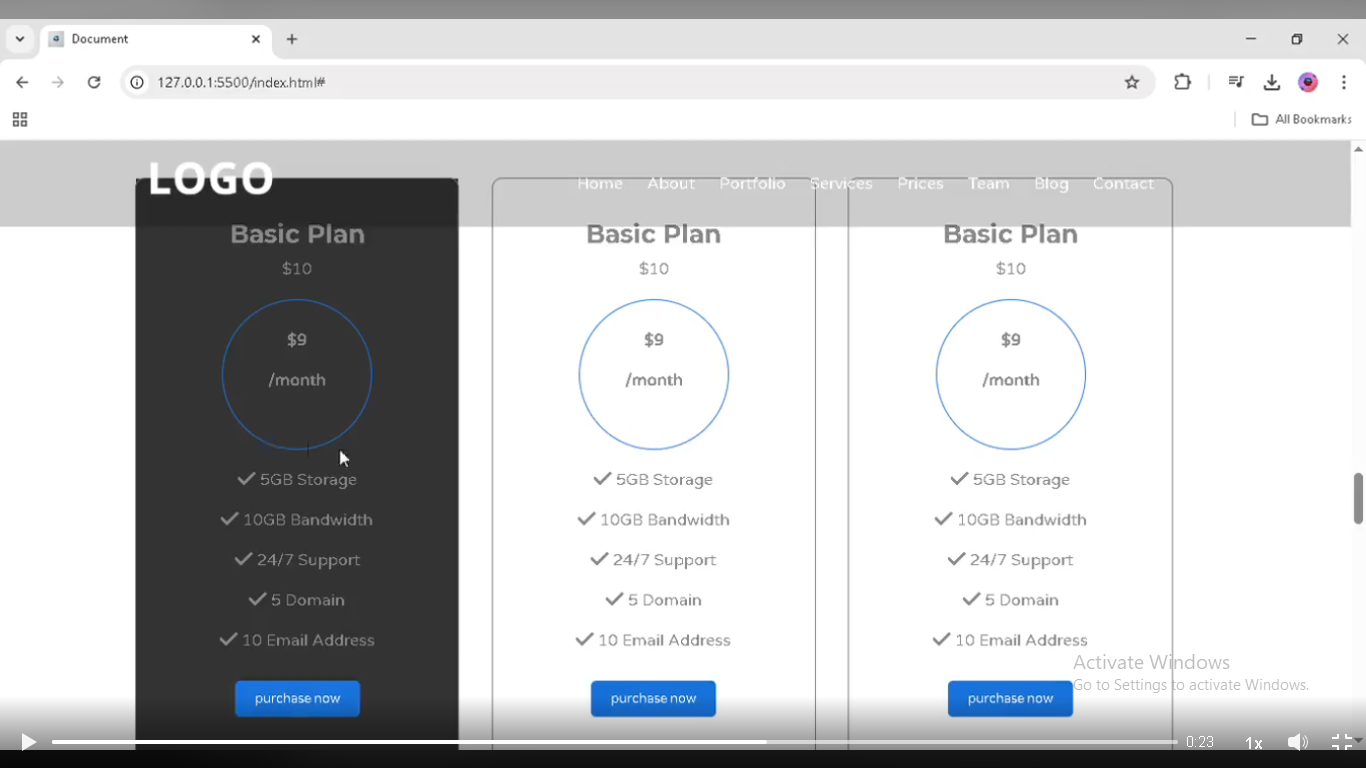 Document
127.0.0.1:5500/index.html#
All Bookmarks
LOGO
Home About Portfolio Services Prices Team Blog Contact
Basic Plan
$10
$9
/month
5GB Storage
10GB Bandwidth
24/7 Support
5 Domain
10 Email Address
purchase now
Basic Plan
$10
$9
/month
5GB Storage
10GB Bandwidth
24/7 Support
5 Domain
10 Email Address
purchase now
Basic Plan
$10
$9
/month
5GB Storage
10GB Bandwidth
24/7 Support
5 Domain
10 Email Address
purchase now
Activate Windows
Go to Settings to activate Windows.
0:23
1x